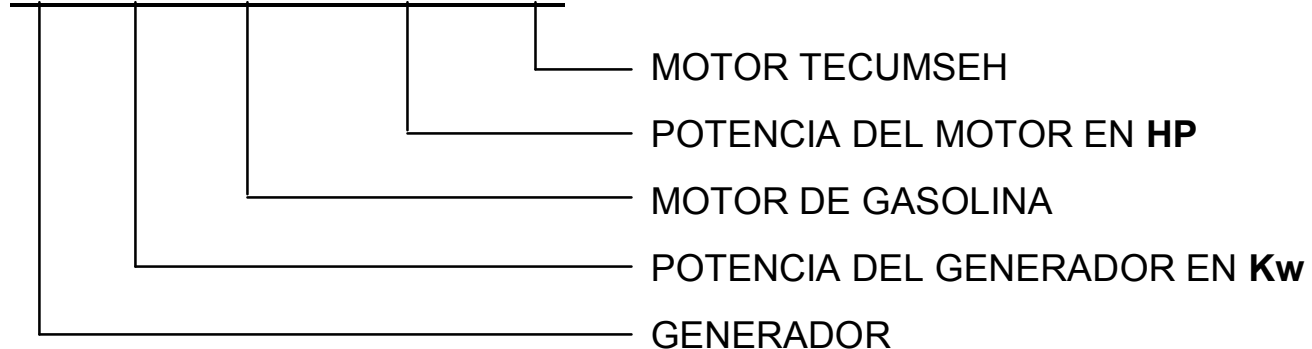 MOTOR TECUMSEH
POTENCIA DEL MOTOR EN HP
MOTOR DE GASOLINA
POTENCIA DEL GENERADOR EN Kw
GENERADOR